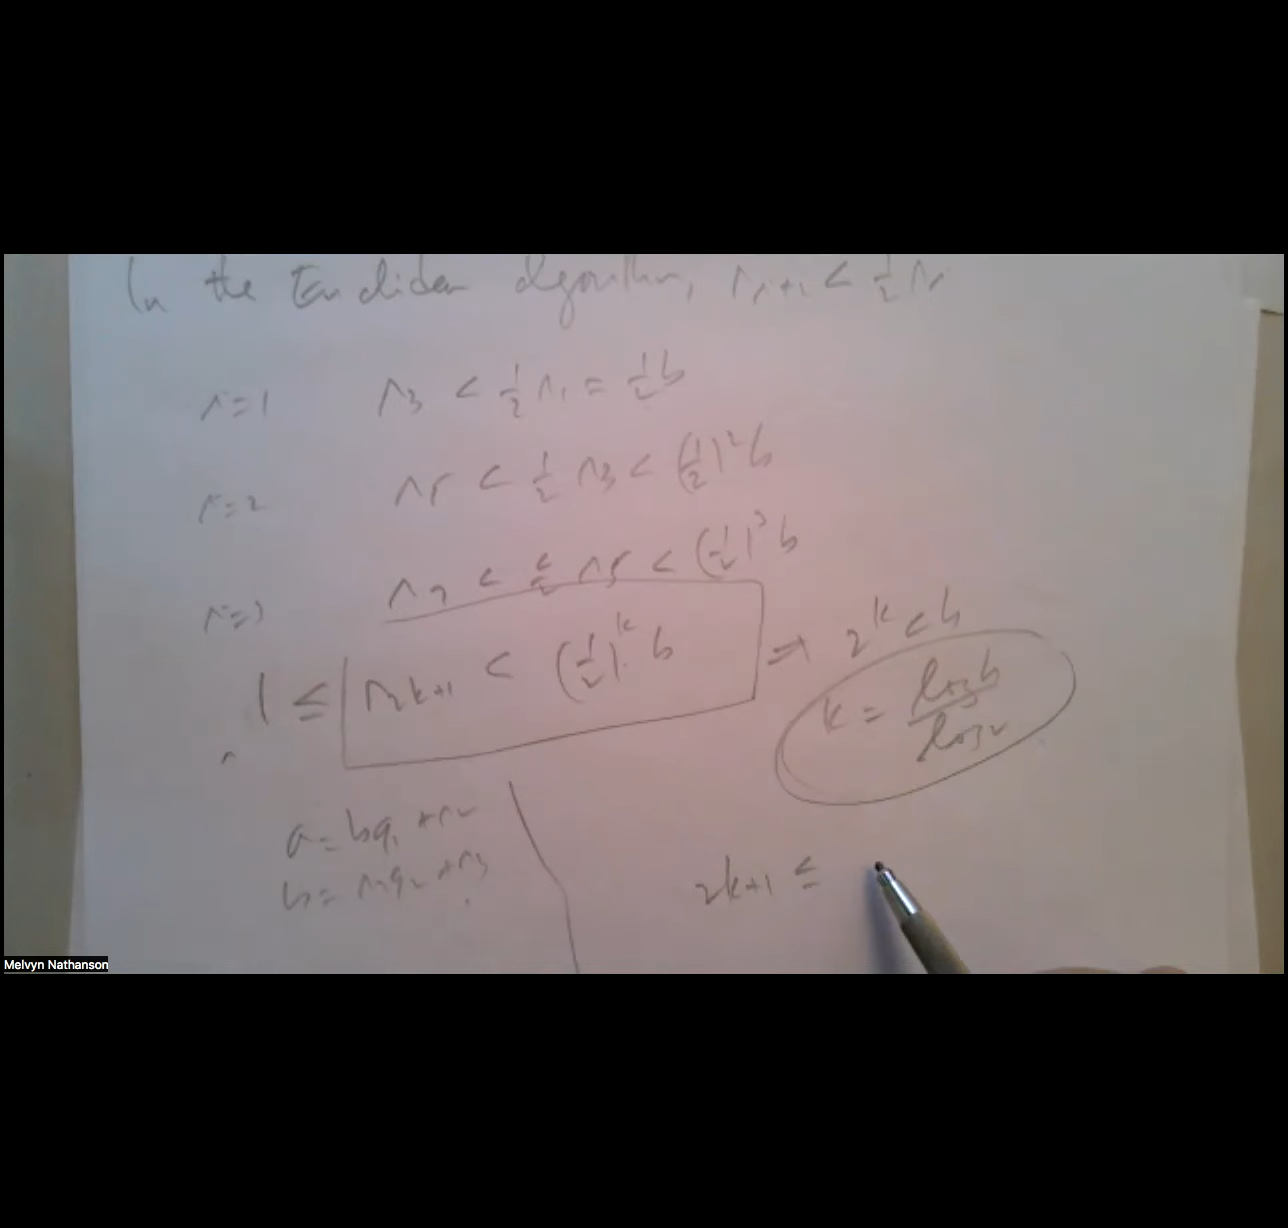 In the Euclidean algorithm, r_{i+2} < 1/2 r_i
i=1 r_3 < 1/2 r_1 = 1/2 b
i=2 r_5 < 1/2 r_3 < (1/2)^2 b
i=3 r_7 < 1/2 r_5 < (1/2)^3 b
1 ≤ r_{2k+1} < (1/2)^k b ⇒ 2^k < b
k = log b / log 2
a = bq_1 + r_2
b = r_2q_2 + r_3
2k+1 ≤
Melvyn Nathanson